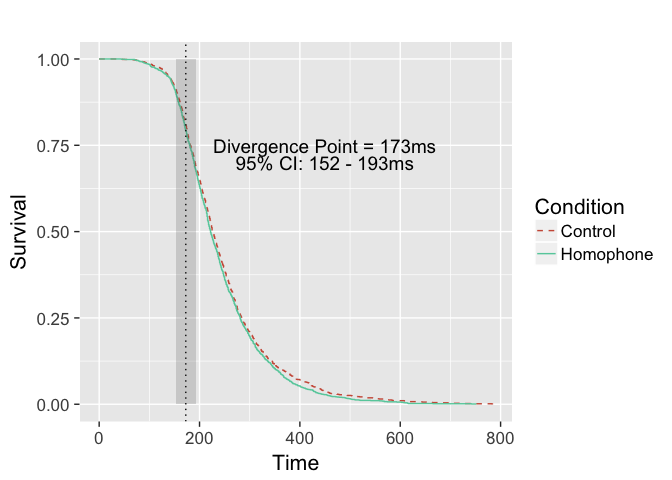 1.00
0.75
0.50
0.25
0.00
Survival
Divergence Point = 173ms
95% CI: 152 - 193ms
0
200
400
600
800
Time
Condition
Control
Homophone